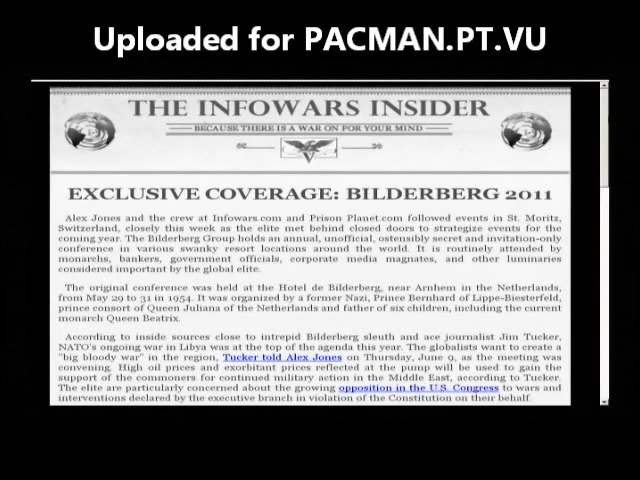 Uploaded for PACMAN.PT.VU
THE INFOWARS INSIDER
BECAUSE THERE IS A WAR ON FOR YOUR MIND
EXCLUSIVE COVERAGE: BILDERBERG 2011
Alex Jones and the crew at Infowars.com and Prison Planet.com followed events in St. Moritz,
Switzerland, closely this week as the elite met behind closed doors to strategize events for the
coming year. The Bilderberg Group holds an annual, unofficial, ostensibly secret and invitation-only
conference in various swanky resort locations around the world. It is routinely attended by
monarchs, bankers, government officials, corporate media magnates, and other luminaries
considered important by the global elite.
The original conference was held at the Hotel de Bilderberg, near Arnhem in the Netherlands,
from May 29 to 31 in 1954. It was organized by a former Nazi, Prince Bernhard of Lippe-Biesterfeld,
prince consort of Queen Juliana of the Netherlands and father of six children, including the current
monarch Queen Beatrix.
According to inside sources close to intrepid Bilderberg sleuth and ace journalist Jim Tucker,
NATO's ongoing war in Libya was at the top of the agenda this year. The globalists want to create a
"big bloody war" in the region, Tucker told Alex Jones on Thursday, June 9, as the meeting was
convening. High oil prices and exorbitant prices reflected at the pump will be used to gain the
support of the commoners for continued military action in the Middle East, according to Tucker.
The elite are particularly concerned about the growing opposition in the U.S. Congress to wars and
interventions declared by the executive branch in violation of the Constitution on their behalf.